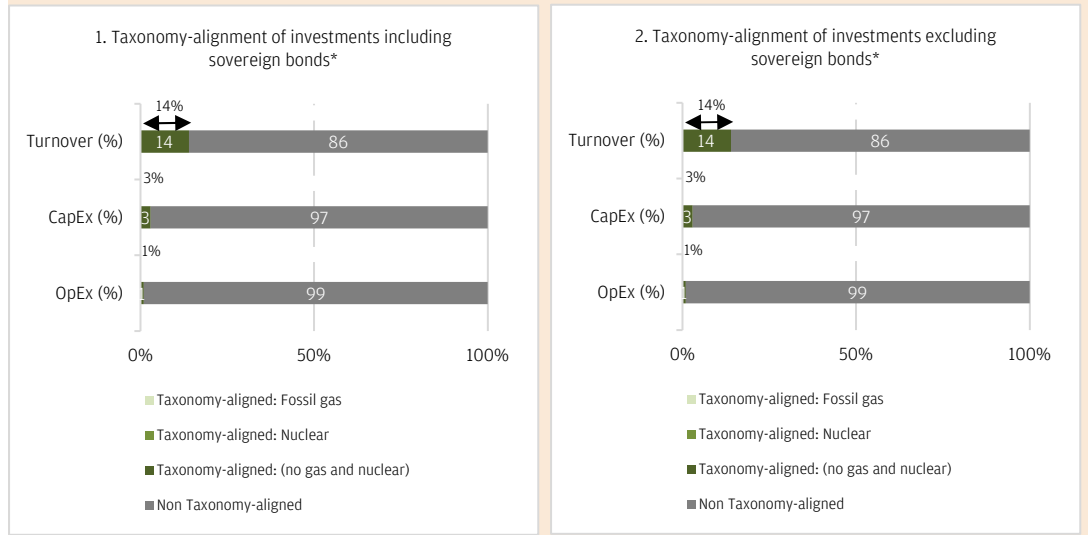 1. Taxonomy-alignment of investments including
sovereign bonds*
14%
Turnover (%)
14
86
3%
CapEx (%)
3
97
1%
OpEx (%)
1
99
0%
50%
100%
Taxonomy-aligned: Fossil gas
Taxonomy-aligned: Nuclear
Taxonomy-aligned: (no gas and nuclear)
Non Taxonomy-aligned
2. Taxonomy-alignment of investments excluding
sovereign bonds*
14%
Turnover (%)
14
86
3%
CapEx (%)
3
97
1%
OpEx (%)
1
99
0%
50%
100%
Taxonomy-aligned: Fossil gas
Taxonomy-aligned: Nuclear
Taxonomy-aligned: (no gas and nuclear)
Non Taxonomy-aligned